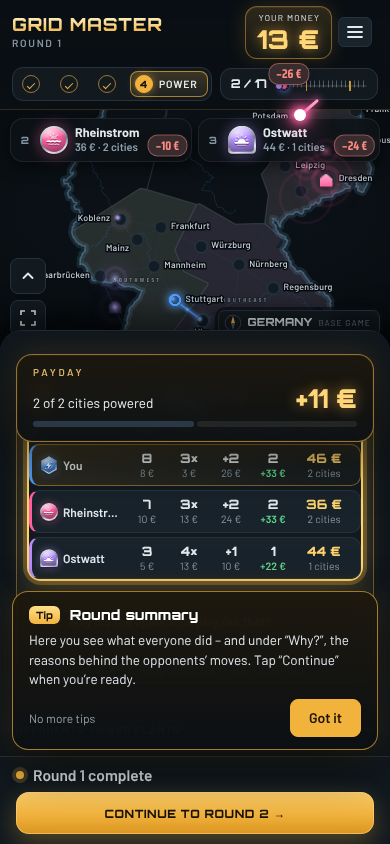 GRID MASTER
ROUND 1
YOUR MONEY
13 €
4 POWER
2 / 17
−26 €
Potsdam
2 Rheinstrom
36 € · 2 cities
−10 €
3 Ostwatt
44 € · 1 cities
−24 €
Leipzig
Dresden
Koblenz
Frankfurt
Mainz
Würzburg
Mannheim
Nürnberg
aarbrücken
SOUTHWEST
Regensburg
Stuttgart
SOUTHEAST
GERMANY BASE GAME
PAYDAY
2 of 2 cities powered
+11 €
You 8 3x +2 2 46 €
8 € 3 € 26 € +33 € 2 cities
Rheinstr... 7 3x +2 2 36 €
10 € 13 € 24 € +33 € 2 cities
Ostwatt 3 4x +1 1 44 €
5 € 13 € 10 € +22 € 1 cities
Tip Round summary
Here you see what everyone did – and under “Why?”, the
reasons behind the opponents’ moves. Tap “Continue”
when you’re ready.
No more tips
Got it
Round 1 complete
CONTINUE TO ROUND 2 →